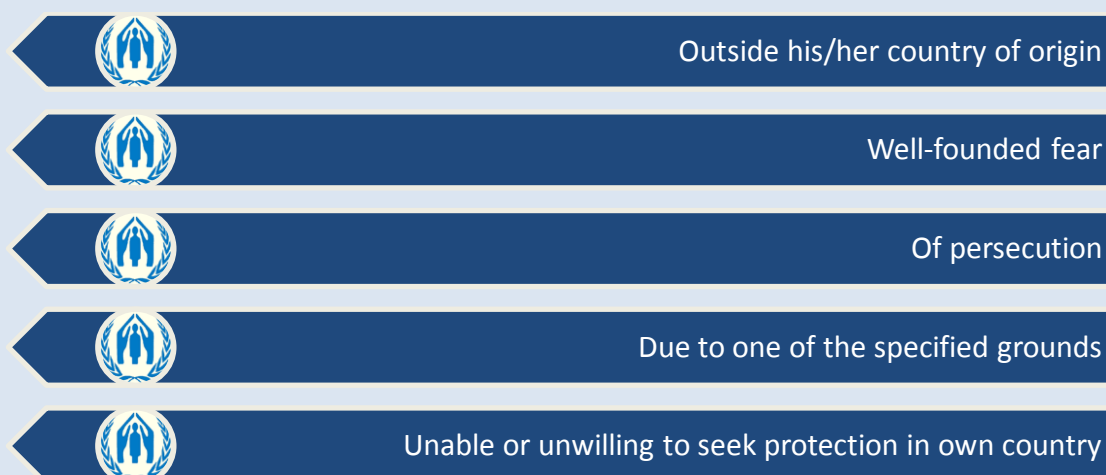 Outside his/her country of origin
Well-founded fear
Of persecution
Due to one of the specified grounds
Unable or unwilling to seek protection in own country